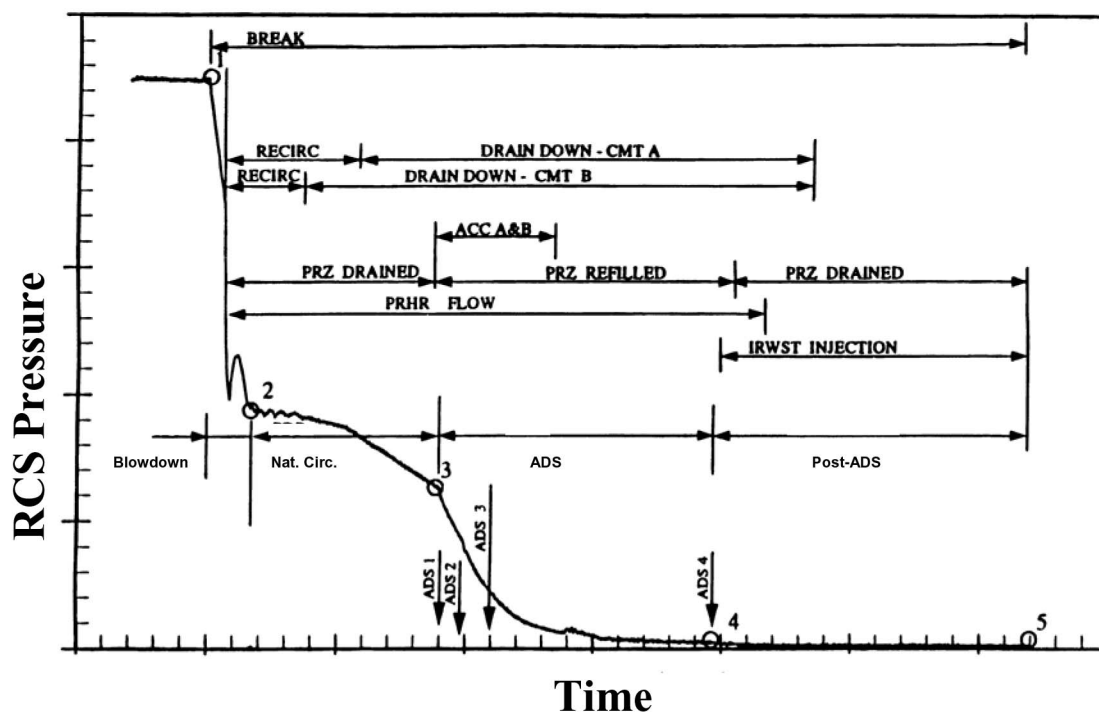 BREAK
1
RECIRC
DRAIN DOWN - CMT A
RECIRC
DRAIN DOWN - CMT B
ACC A&B
PRZ DRAINED
PRZ REFILLED
PRZ DRAINED
PRHR FLOW
IRWST INJECTION
2
Blowdown
Nat. Circ.
ADS
Post-ADS
3
ADS 1
ADS 2
ADS 3
ADS 4
4
5
RCS Pressure
Time